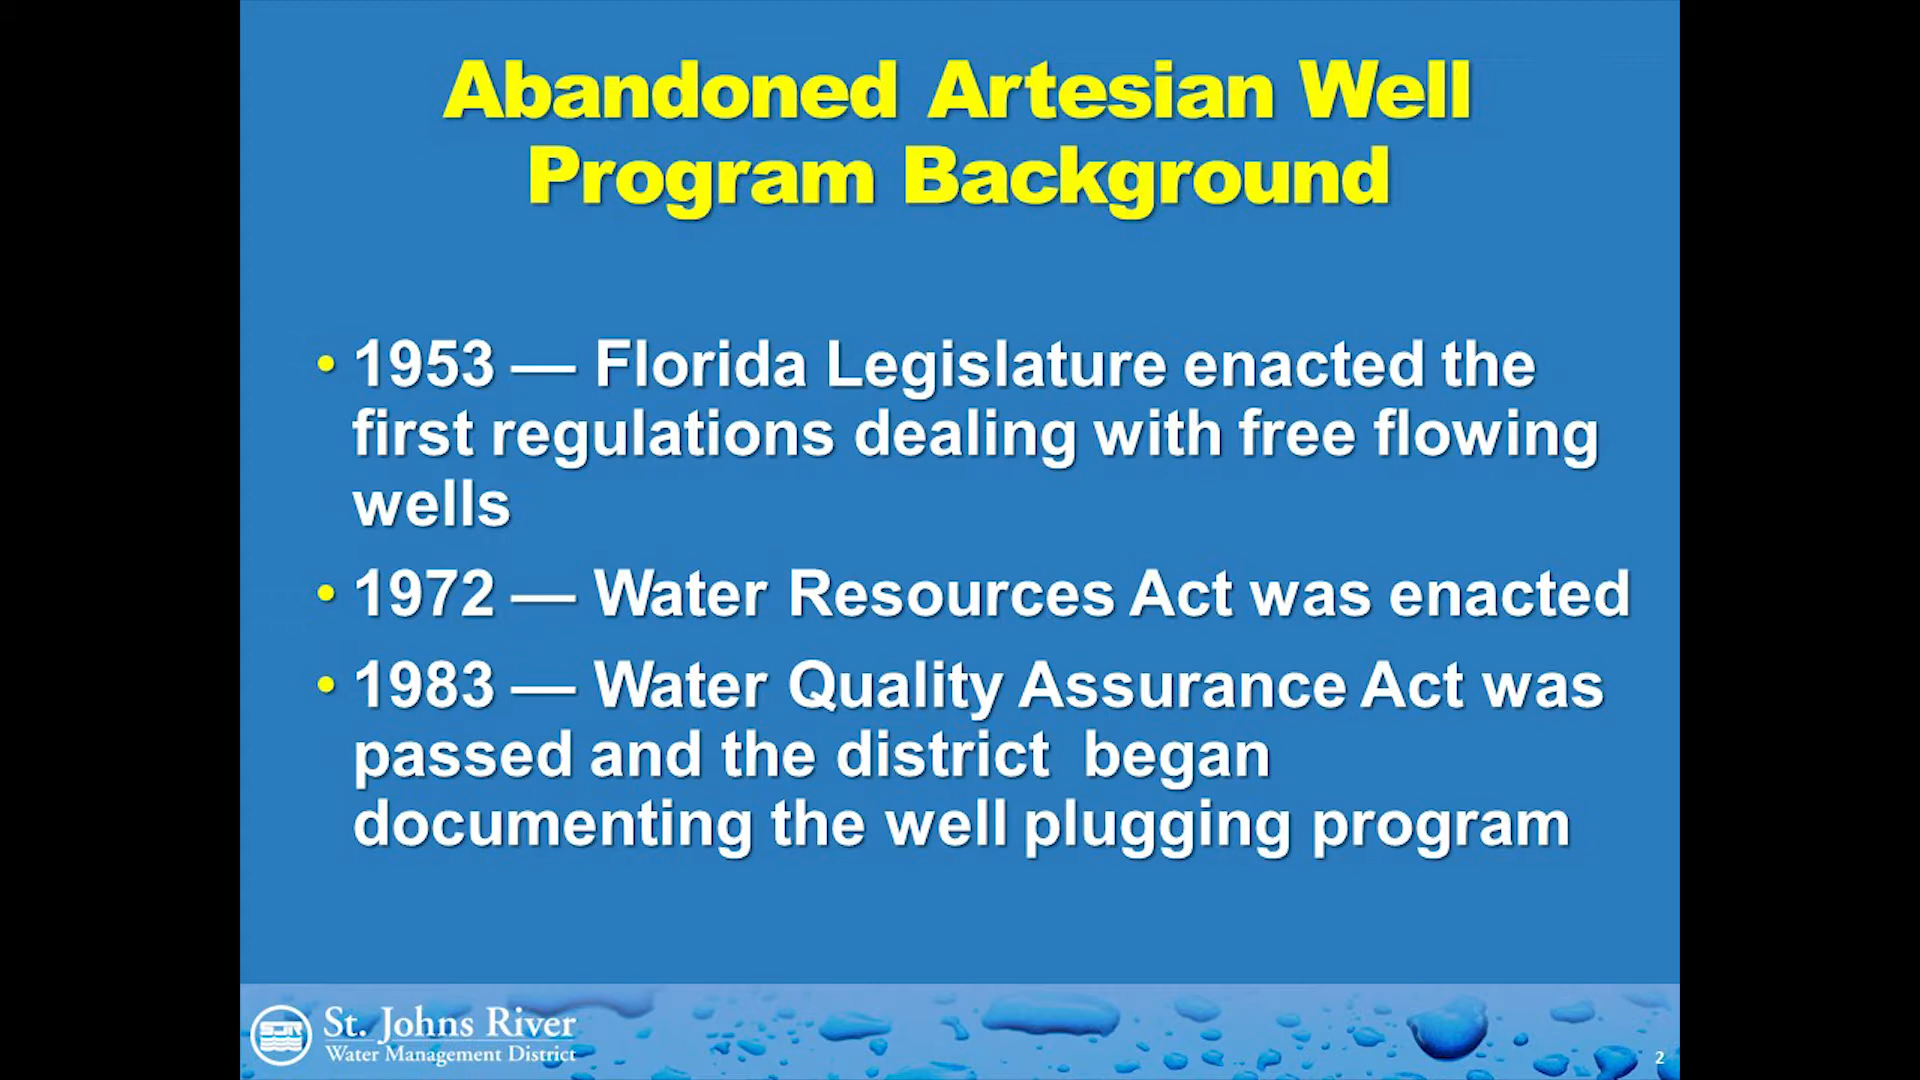 Abandoned Artesian Well
Program Background
• 1953 — Florida Legislature enacted the
first regulations dealing with free flowing
wells
• 1972 — Water Resources Act was enacted
• 1983 — Water Quality Assurance Act was
passed and the district  began
documenting the well plugging program
SJR
St. Johns River
Water Management District
2